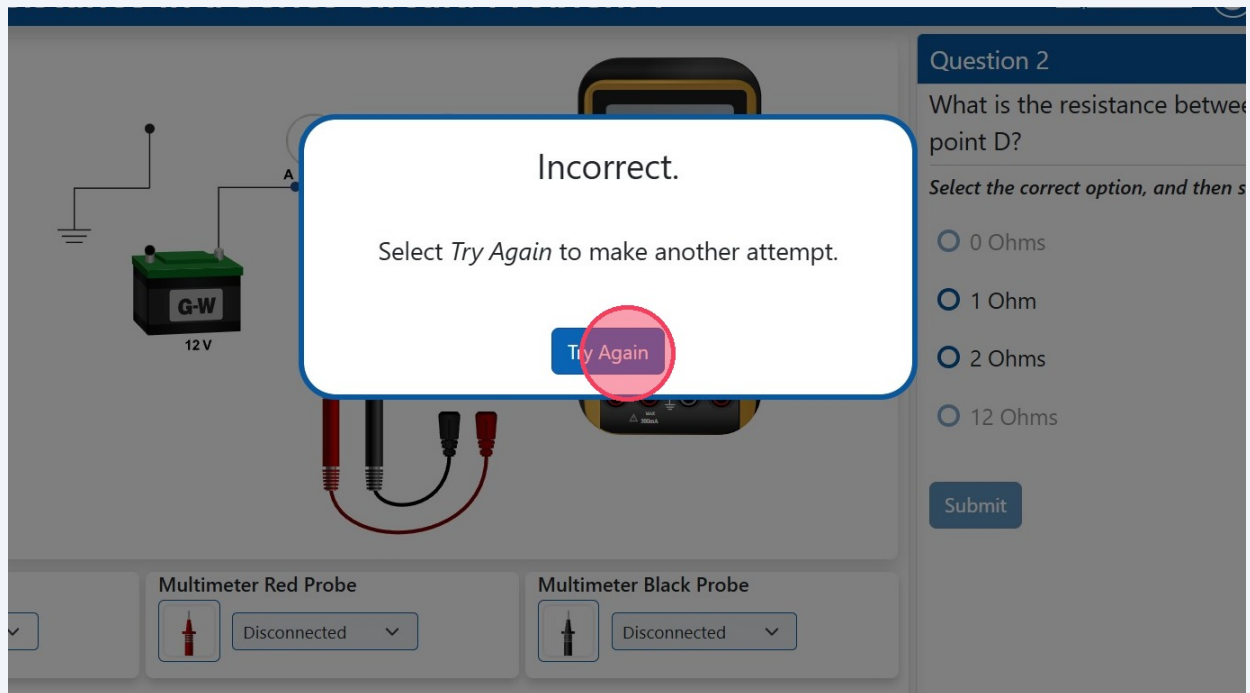 Question 2
What is the resistance betwee
point D?
Select the correct option, and then s
0 Ohms
1 Ohm
2 Ohms
12 Ohms
Submit
Incorrect.
Select Try Again to make another attempt.
Try Again
A
G-W
12 V
Multimeter Red Probe
Disconnected
Multimeter Black Probe
Disconnected